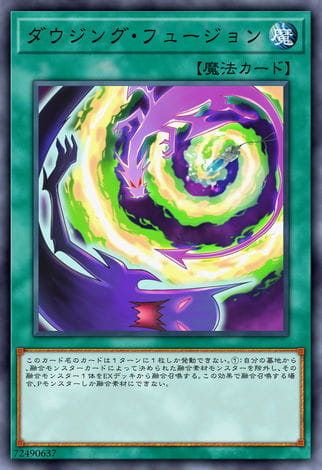 ダウジング・フュージョン
魔
【魔法カード】
このカード名のカードは1ターンに1枚しか発動できない。①:自分の墓地から、
融合モンスターカードによって決められた融合素材モンスターを除外し、その
融合モンスター1体をEXデッキから融合召喚する。この効果で融合召喚する場
合、Pモンスターしか融合素材にできない。
72490637